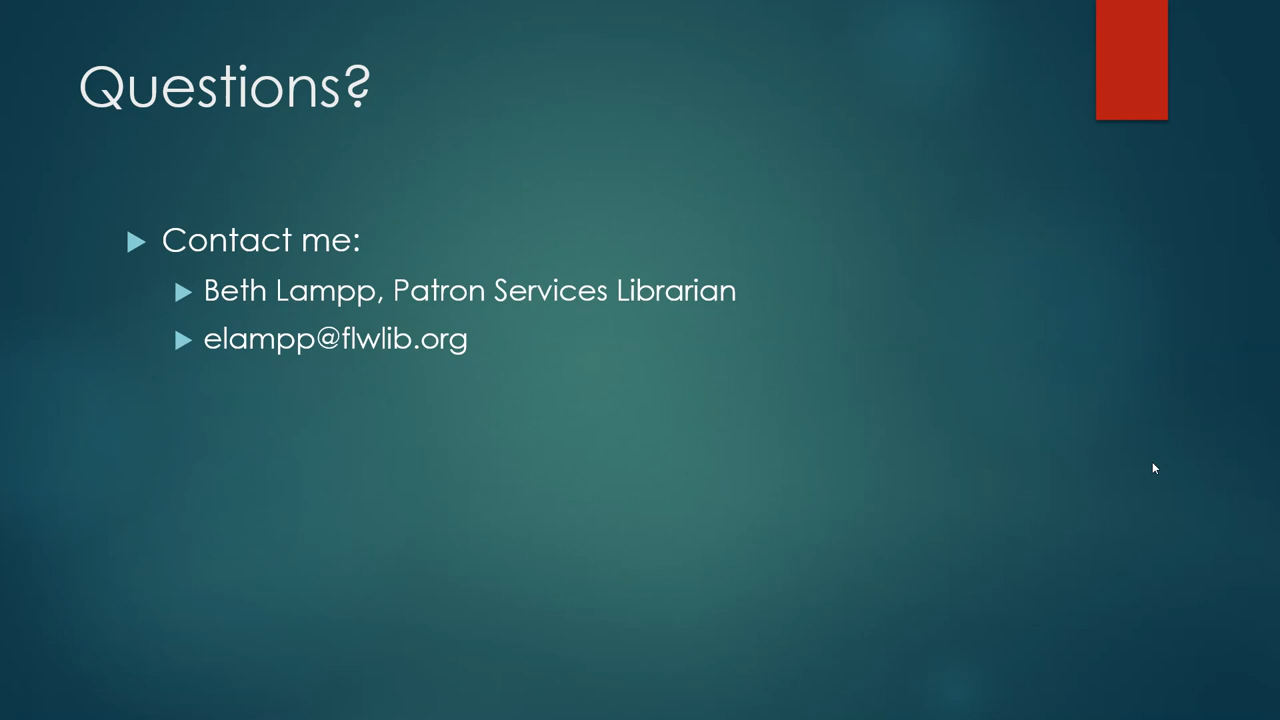 Questions?
Contact me:
Beth Lampp, Patron Services Librarian
elampp@flwlib.org